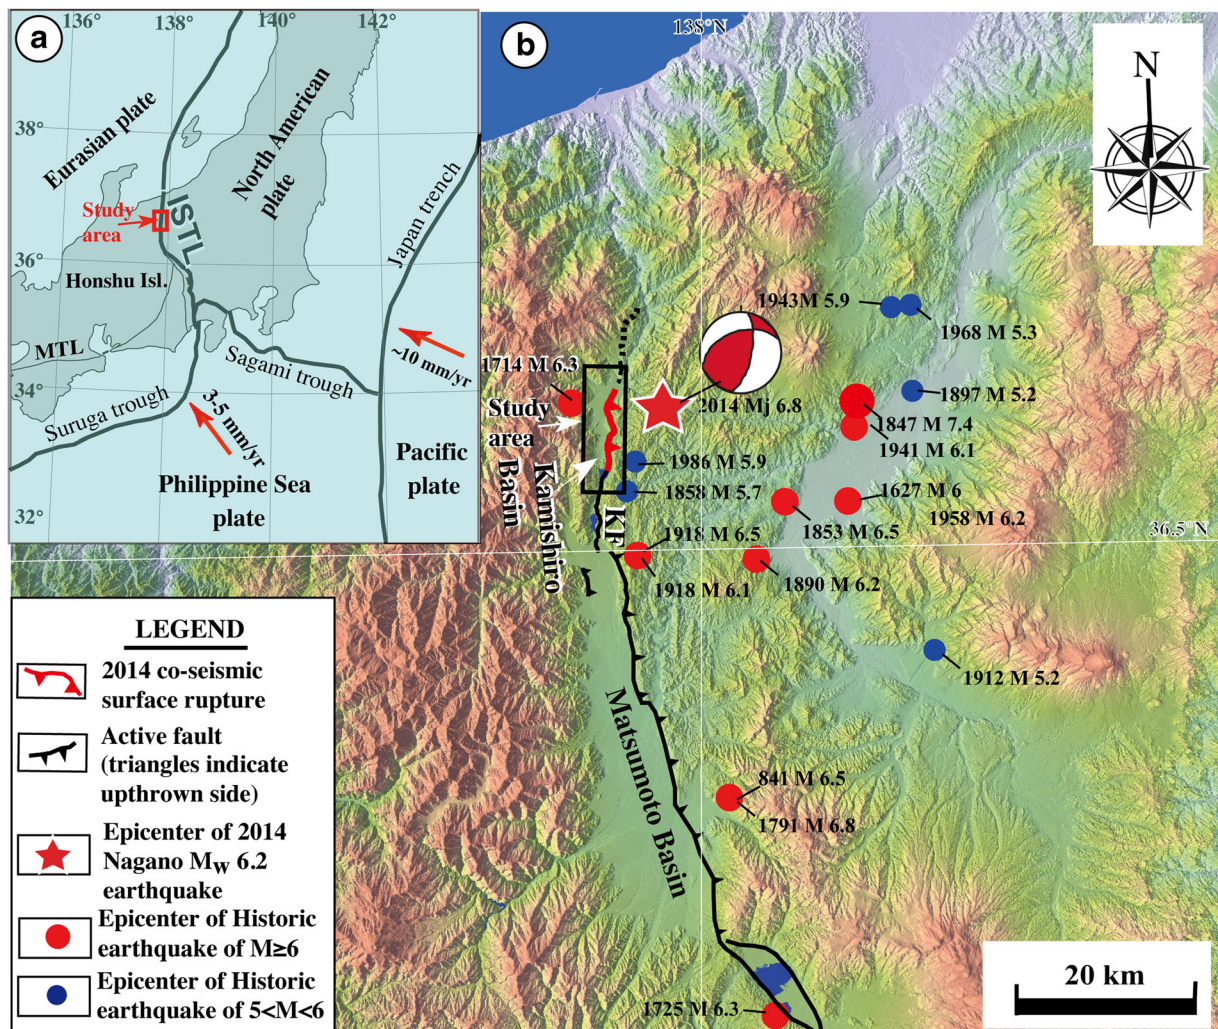 a
136°
138°
140°
142°
38°
36°
34°
32°
Eurasian plate
North American
plate
Japan trench
ISTL
Study
area
Honshu Isl.
MTL
Sagami trough
Suruga trough
~10 mm/yr
3-5 mm/yr
Philippine Sea
plate
Pacific
plate
b
138°N
N
36.5°N
1943M 5.9
1968 M 5.3
1714 M 6.3
2014 Mj 6.8
1897 M 5.2
Study
area
1847 M 7.4
1941 M 6.1
1986 M 5.9
1858 M 5.7
1627 M 6
1958 M 6.2
1853 M 6.5
1918 M 6.5
1918 M 6.1
1890 M 6.2
KF
Kamishiro
Basin
1912 M 5.2
Matsumoto Basin
841 M 6.5
1791 M 6.8
1725 M 6.3
20 km
LEGEND
2014 co-seismic
surface rupture
Active fault
(triangles indicate
upthrown side)
Epicenter of 2014
Nagano Mw 6.2
earthquake
Epicenter of Historic
earthquake of M≥6
Epicenter of Historic
earthquake of 5<M<6